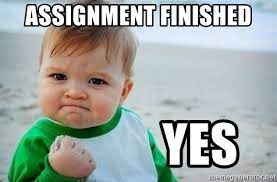 ASSIGNMENT FINISHED
YES
memegenerator.net